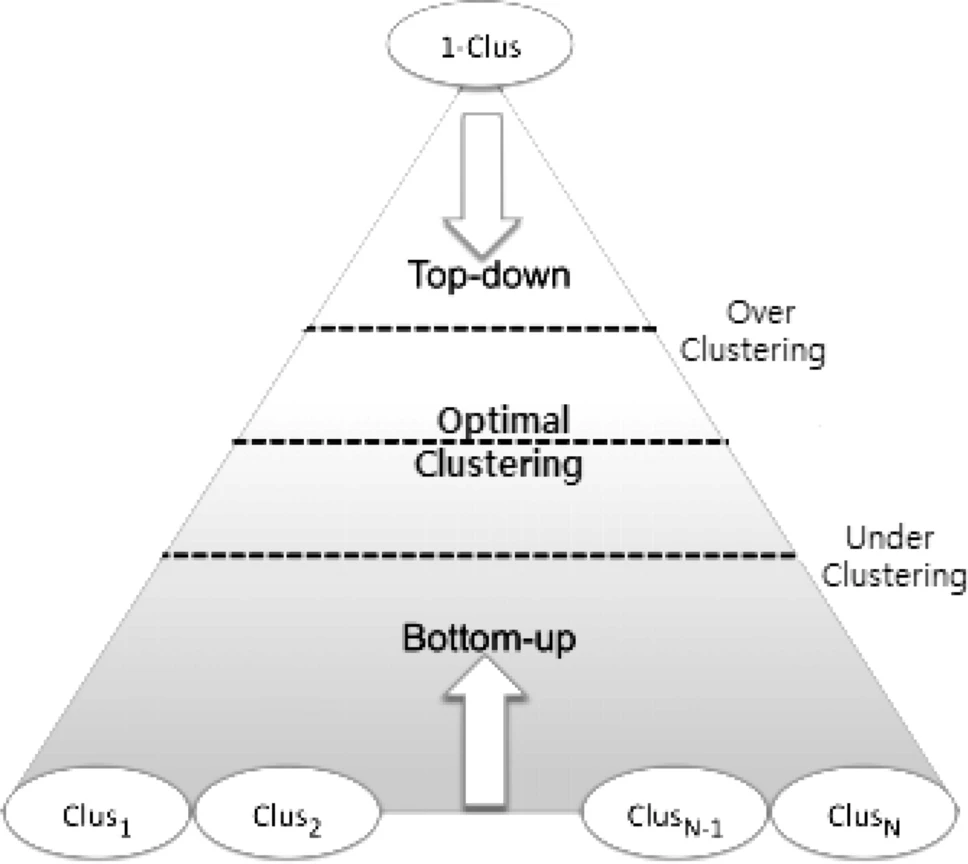 1-Clus
Top-down
Over
Clustering
Optimal
Clustering
Under
Clustering
Bottom-up
Clus1
Clus2
ClusN-1
ClusN